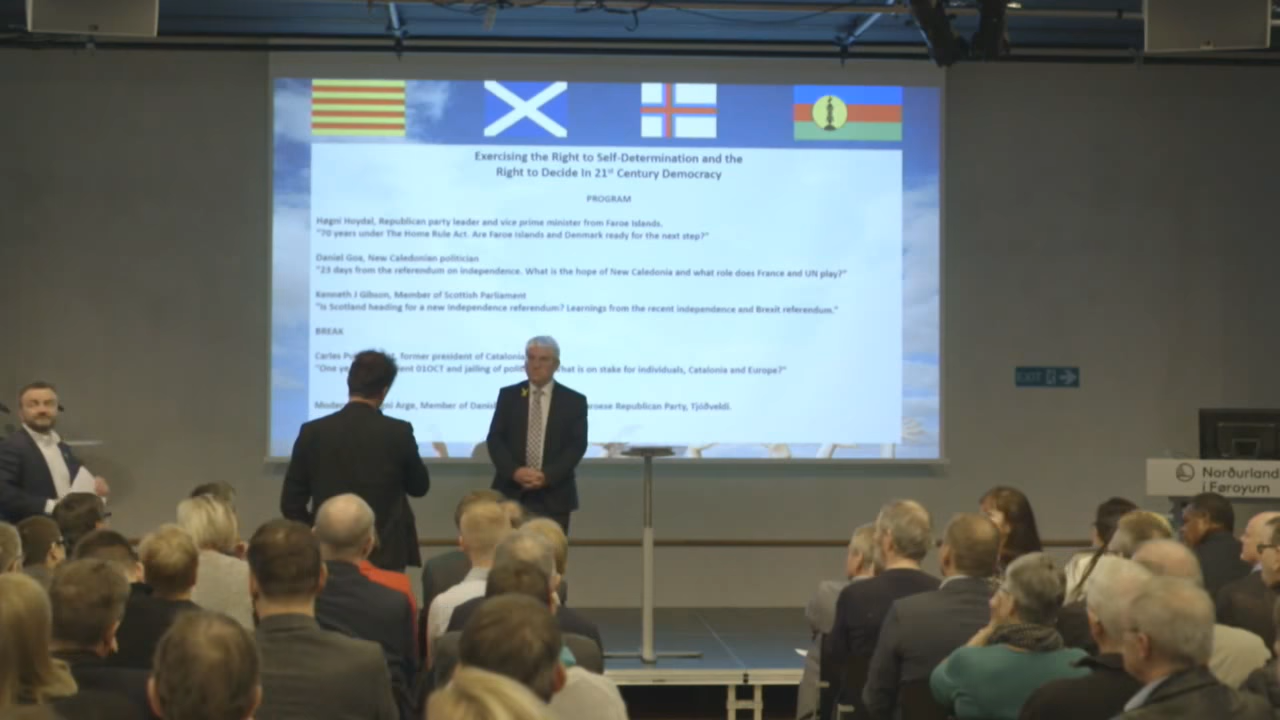 Exercising the Right to Self-Determination and the
Right to Decide In 21st Century Democracy
PROGRAM
Høgni Hoydal, Republican party leader and vice prime minister from Faroe Islands.
"70 years under The Home Rule Act. Are Faroe Islands and Denmark ready for the next step?"
Daniel Goa, New Caledonian politician
"23 days from the referendum on independence. What is the hope of New Caledonia and what role does France and UN play?"
Kenneth J Gibson, Member of Scottish Parliament
"Is Scotland heading for a new independence referendum? Learnings from the recent independence and Brexit referendum."
BREAK
Carles former president of Catalonia
"One 01OCT and jailing of What is on stake for individuals, Catalonia and Europe?"
Arge, Member of Republican Party, Tjóðveldi.
EXIT
Norðurland
í Føroyum